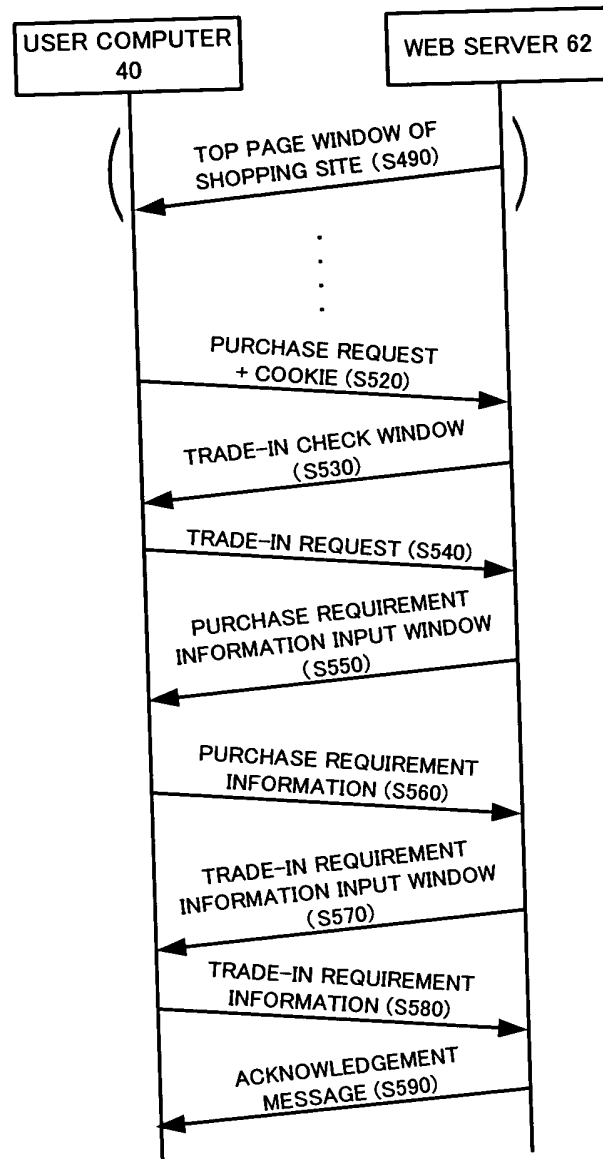 USER COMPUTER
40
WEB SERVER 62
TOP PAGE WINDOW OF
SHOPPING SITE (S490)
PURCHASE REQUEST
+ COOKIE (S520)
TRADE-IN CHECK WINDOW
(S530)
TRADE-IN REQUEST (S540)
PURCHASE REQUIREMENT
INFORMATION INPUT WINDOW
(S550)
PURCHASE REQUIREMENT
INFORMATION (S560)
TRADE-IN REQUIREMENT
INFORMATION INPUT WINDOW
(S570)
TRADE-IN REQUIREMENT
INFORMATION (S580)
ACKNOWLEDGEMENT
MESSAGE (S590)